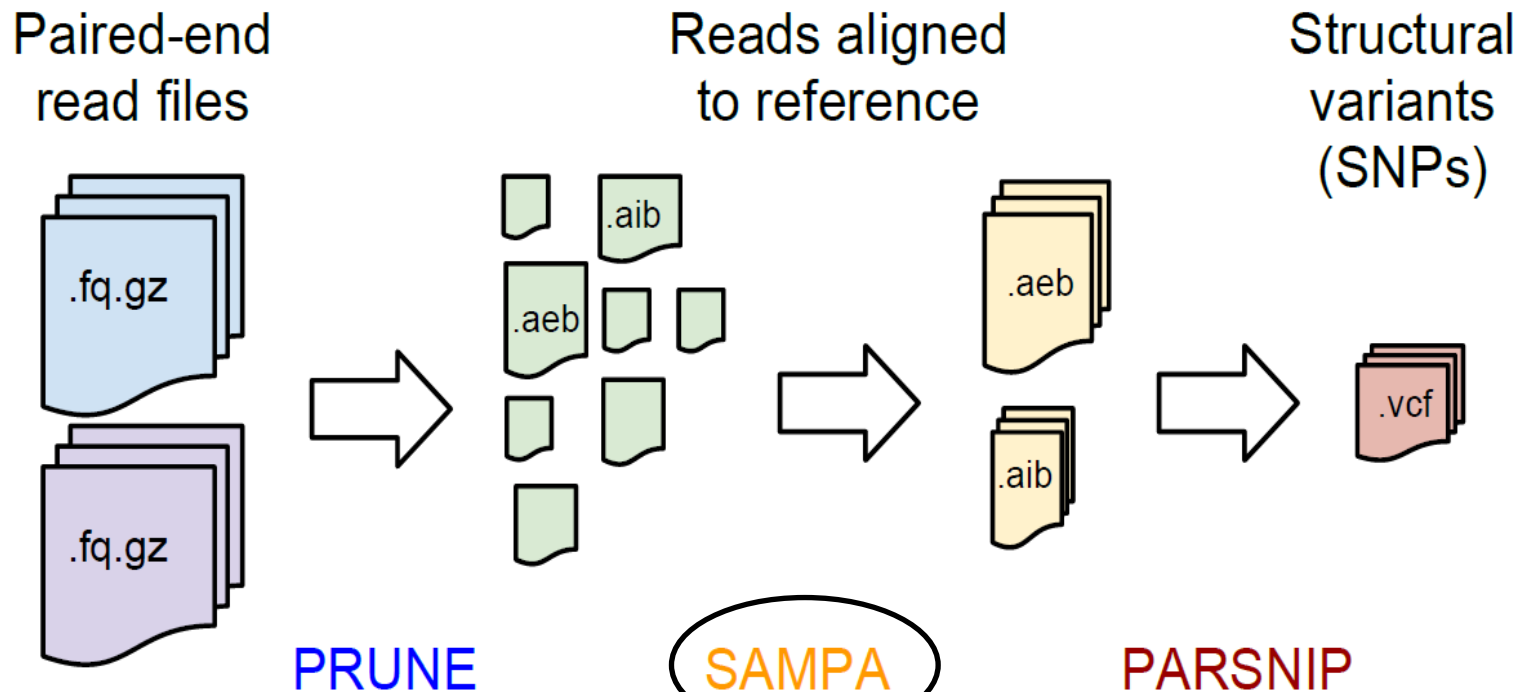 Paired-end
read files
Reads aligned
to reference
Structural
variants
(SNPs)
.fq.gz
.fq.gz
.aib
.aeb
.aeb
.aib
.vcf
PRUNE
SAMPA
PARSNIP